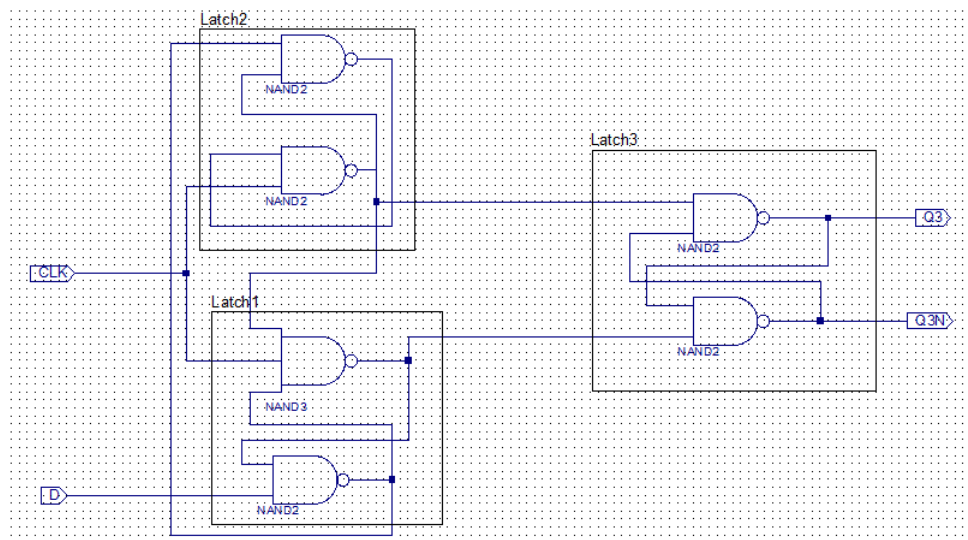 Latch2
NAND2
NAND2
Latch3
NAND2
Q3
CLK
Latch1
NAND2
Q3N
NAND3
D
NAND2